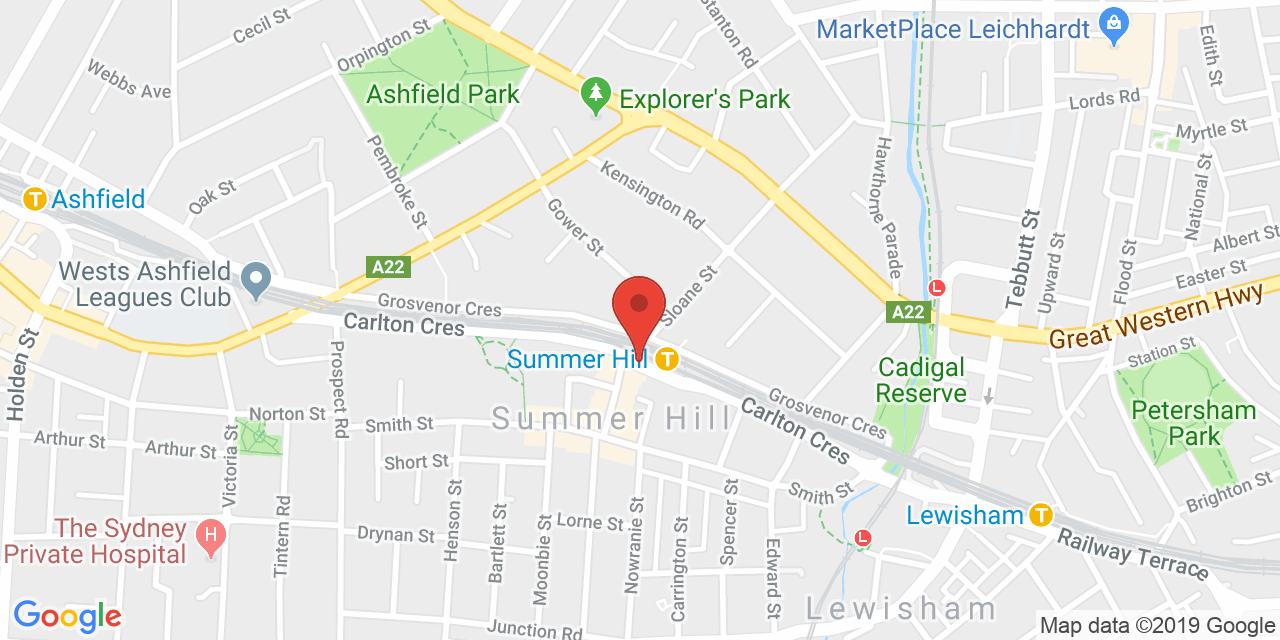 Cecil St
Orpington St
Stanton Rd
MarketPlace Leichhardt
Edith St
Webbs Ave
Ashfield Park
Explorer's Park
Lords Rd
Myrtle St
Pembroke St
Hawthorne Parade
National St
Oak St
T
Ashfield
Kensington Rd
Gower St
Tebbutt St
Upward St
Flood St
Albert St
Wests Ashfield
Leagues Club
A22
Easter St
L
Grosvenor Cres
Carlton Cres
Sloane St
A22
Great Western Hwy
Holden St
Prospect Rd
Summer Hill
T
Cadigal
Reserve
Station St
Norton St
Smith St
Summer Hill
Grosvenor Cres
Carlton Cres
Petersham
Park
Arthur St
Arthur St
Victoria St
Short St
Smith St
Brighton St
The Sydney
Private Hospital
H
Tintern Rd
Drynan St
Henson St
Bartlett St
Moonbie St
Lorne St
Nowranie St
Carrington St
Spencer St
Edward St
L
Lewisham
T
Railway Terrace
Lewisham
Google
Junction Rd
Map data ©2019 Google